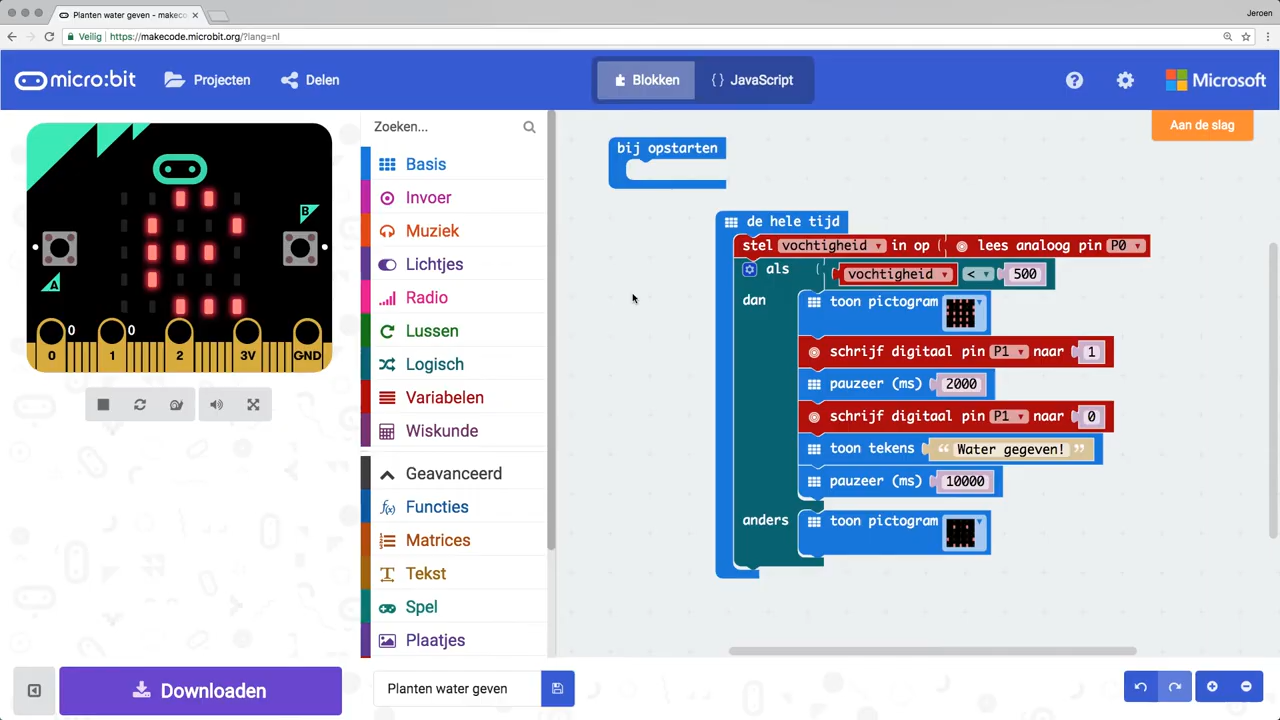 Planten water geven - makeco
Jeroen
Veilig https://makecode.microbit.org/?lang=nl
micro:bit Projecten Delen Blokken { } JavaScript ? Microsoft
Aan de slag
Zoeken...
Basis
Invoer
Muziek
Lichtjes
Radio
Lussen
Logisch
Variabelen
Wiskunde
Geavanceerd
Functies
Matrices
Tekst
Spel
Plaatjes
A
B
0 0
0 1 2 3V GND
bij opstarten
de hele tijd
stel vochtigheid in op lees analoog pin P0
als vochtigheid < 500
dan toon pictogram
schrijf digitaal pin P1 naar 1
pauzeer (ms) 2000
schrijf digitaal pin P1 naar 0
toon tekens “ Water gegeven! ”
pauzeer (ms) 10000
anders toon pictogram
Downloaden
Planten water geven